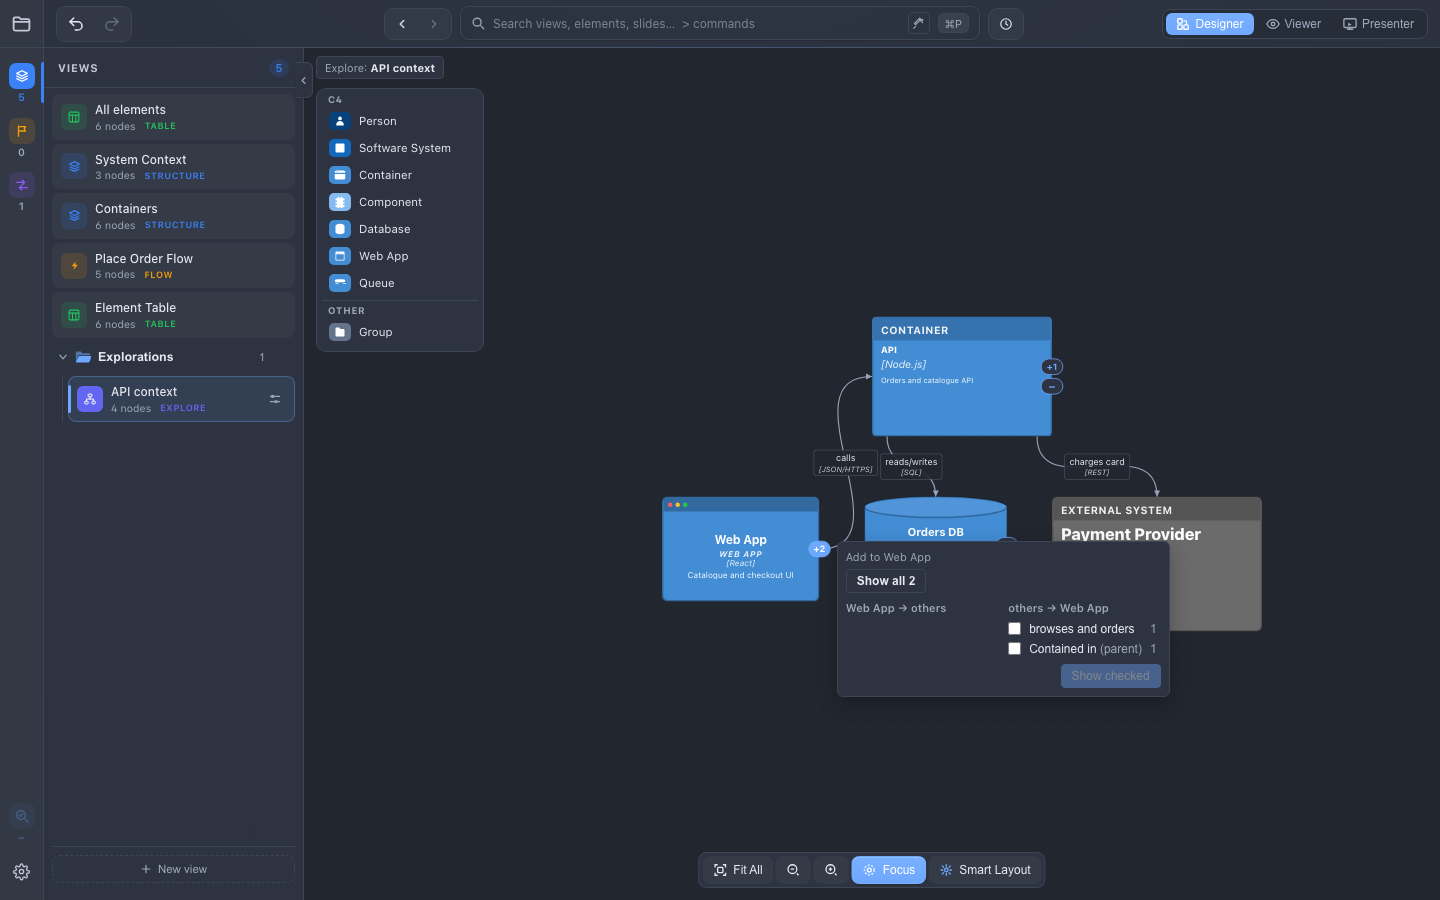 Search views, elements, slides... > commands
⌘P
Designer
Viewer
Presenter
5
0
1
VIEWS
5
All elements
6 nodes TABLE
System Context
3 nodes STRUCTURE
Containers
6 nodes STRUCTURE
Place Order Flow
5 nodes FLOW
Element Table
6 nodes TABLE
Explorations 1
API context
4 nodes EXPLORE
+ New view
Explore: API context
C4
Person
Software System
Container
Component
Database
Web App
Queue
OTHER
Group
CONTAINER
API
[Node.js]
Orders and catalogue API
+1
−
calls
[JSON/HTTPS]
reads/writes
[SQL]
charges card
[REST]
Web App
WEB APP
[React]
Catalogue and checkout UI
+2
Orders DB
EXTERNAL SYSTEM
Payment Provider
Add to Web App
Show all 2
Web App → others
others → Web App
browses and orders 1
Contained in (parent) 1
Show checked
Fit All
Focus
Smart Layout